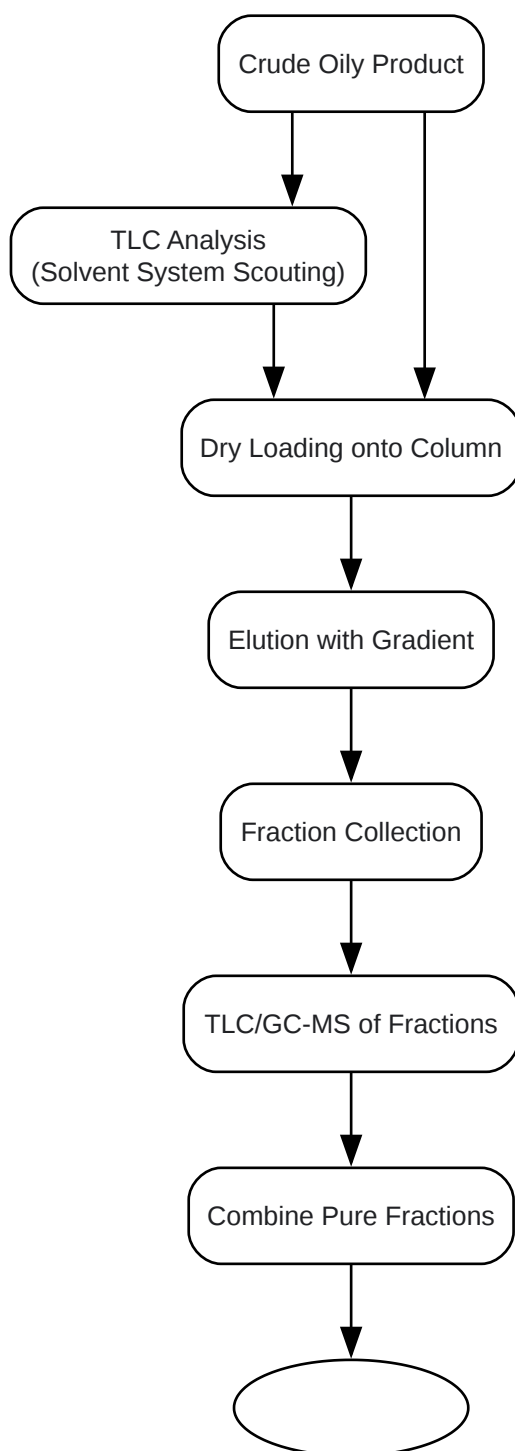 Crude Oily Product
TLC Analysis
(Solvent System Scouting)
Dry Loading onto Column
Elution with Gradient
Fraction Collection
TLC/GC-MS of Fractions
Combine Pure Fractions